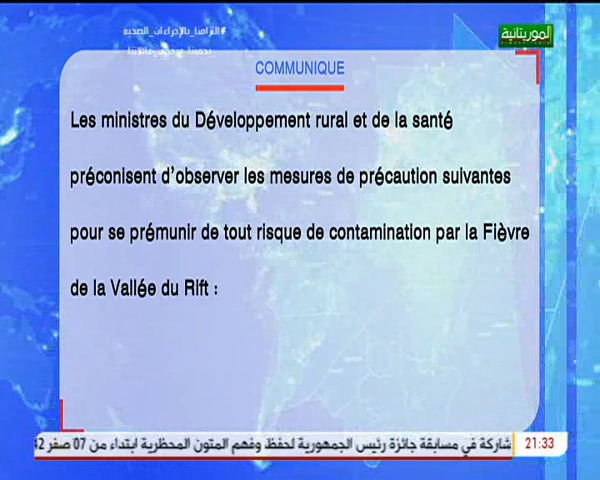 #التزامنا_بالإجراءات_الصحية
الموريتانية
COMMUNIQUE
Les ministres du Développement rural et de la santé
préconisent d'observer les mesures de précaution suivantes
pour se prémunir de tout risque de contamination par la Fièvre
de la Vallée du Rift :
شاركة في مسابقة جائزة رئيس الجمهورية لحفظ وفهم المتون المحظرية ابتداء من 07 صفر 42
21:33